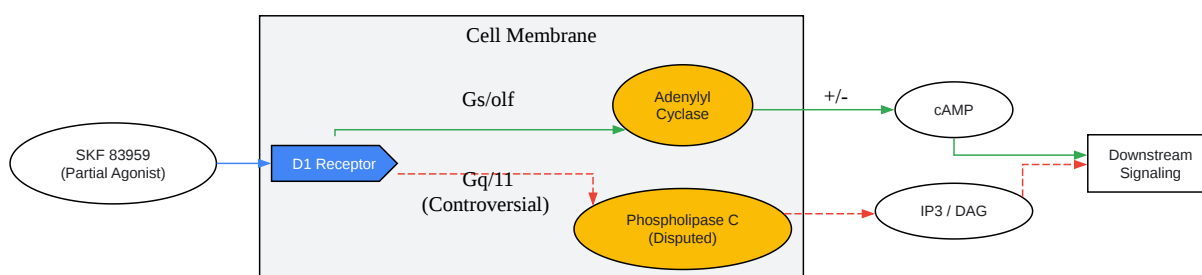 Cell Membrane
Gs/olf
Adenylyl
Cyclase
+/-
cAMP
SKF 83959
(Partial Agonist)
D1 Receptor
Downstream
Signaling
Gq/11
(Controversial)
Phospholipase C
(Disputed)
IP3 / DAG